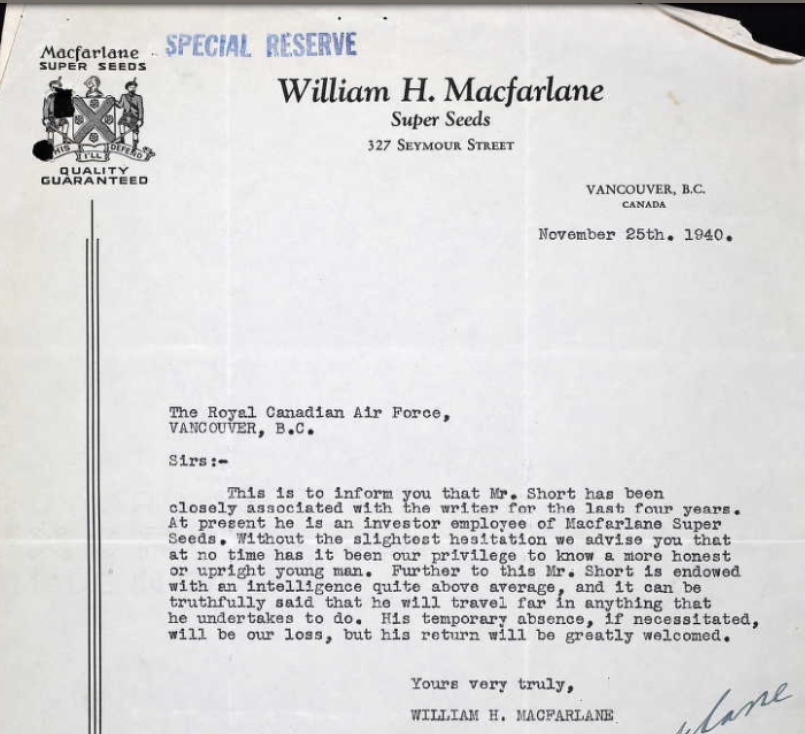 Macfarlane
SUPER SEEDS
SPECIAL RESERVE
THIS I'LL DEFEND
QUALITY
GUARANTEED
William H. Macfarlane
Super Seeds
327 SEYMOUR STREET
VANCOUVER, B.C.
CANADA
November 25th. 1940.
The Royal Canadian Air Force,
VANCOUVER, B.C.
Sirs:-
This is to inform you that Mr. Short has been
closely associated with the writer for the last four years.
At present he is an investor employee of Macfarlane Super
Seeds. Without the slightest hesitation we advise you that
at no time has it been our privilege to know a more honest
or upright young man. Further to this Mr. Short is endowed
with an intelligence quite above average, and it can be
truthfully said that he will travel far in anything that
he undertakes to do. His temporary absence, if necessitated,
will be our loss, but his return will be greatly welcomed.
Yours very truly,
WILLIAM H. MACFARLANE